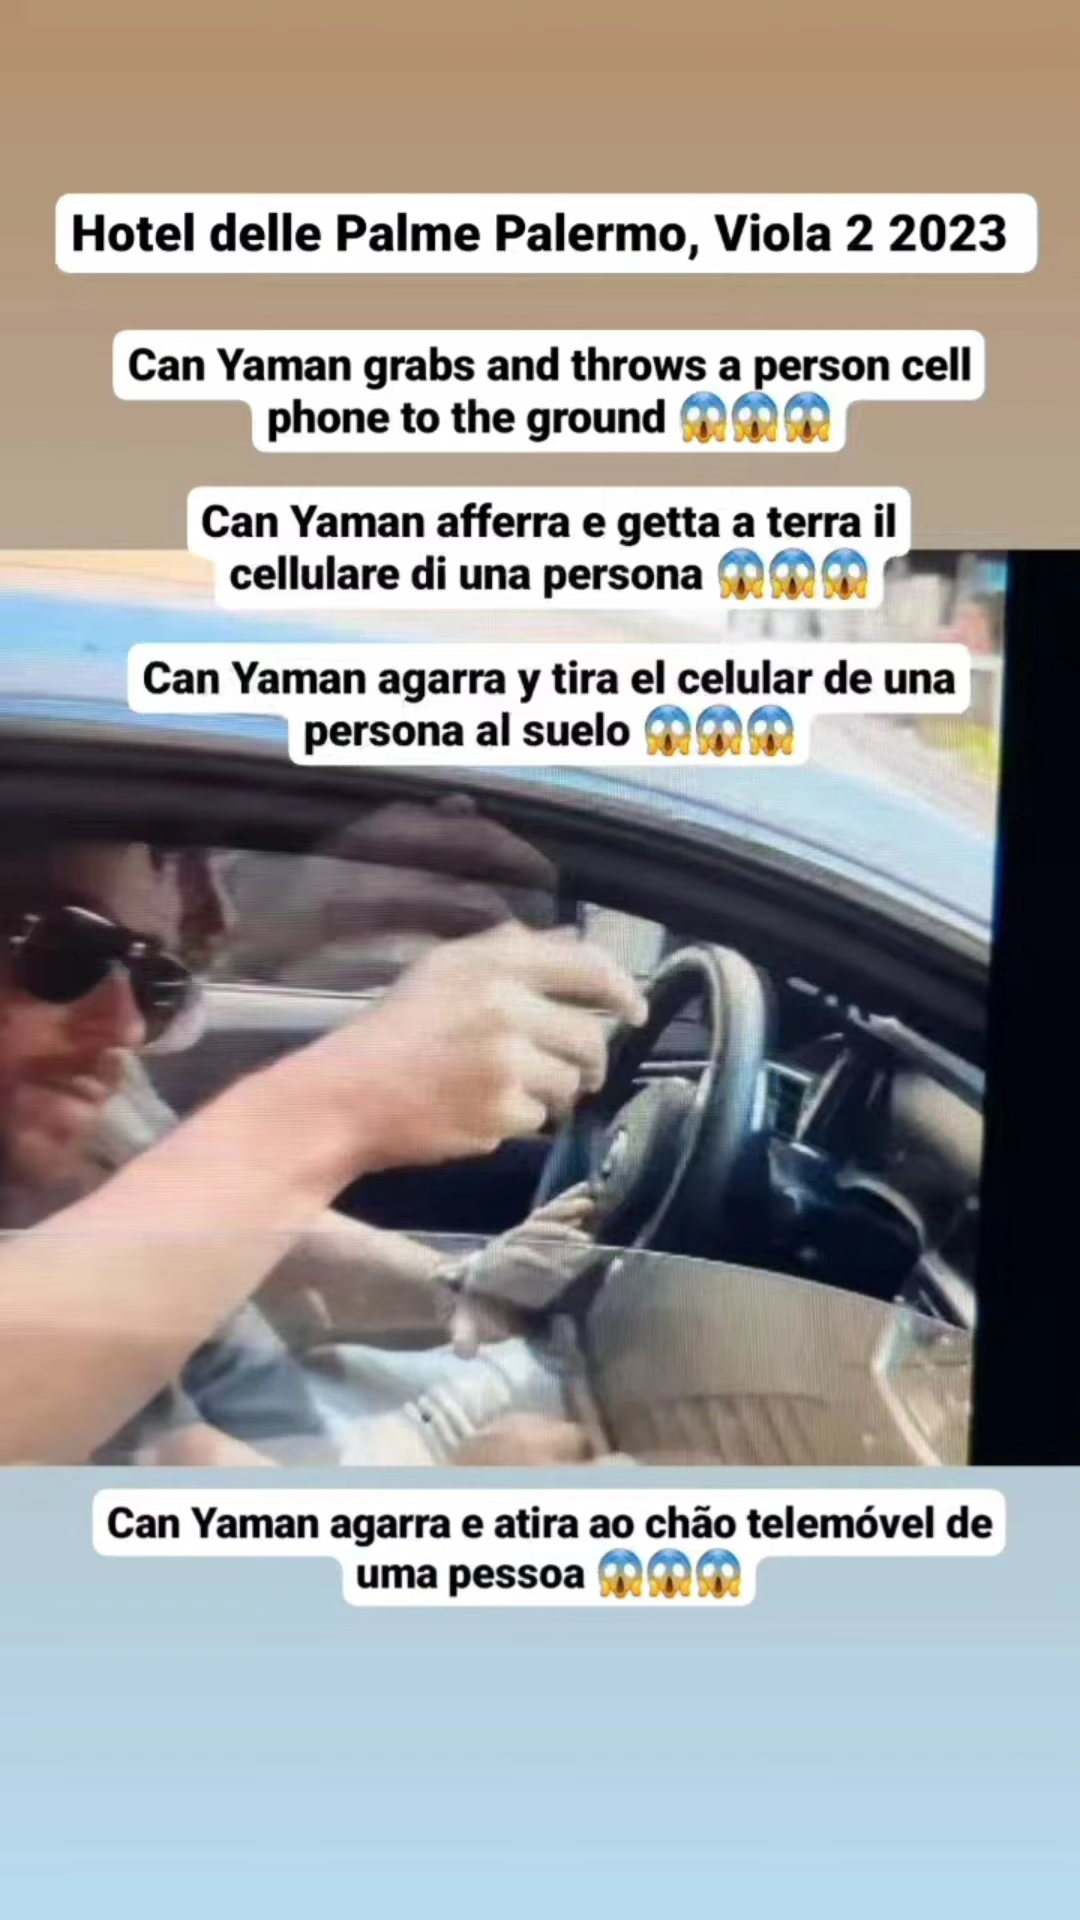 Hotel delle Palme Palermo, Viola 2 2023
Can Yaman grabs and throws a person cell
phone to the ground 😱😱😱
Can Yaman afferra e getta a terra il
cellulare di una persona 😱😱😱
Can Yaman agarra y tira el celular de una
persona al suelo 😱😱😱
Can Yaman agarra e atira ao chão telemóvel de
uma pessoa 😱😱😱